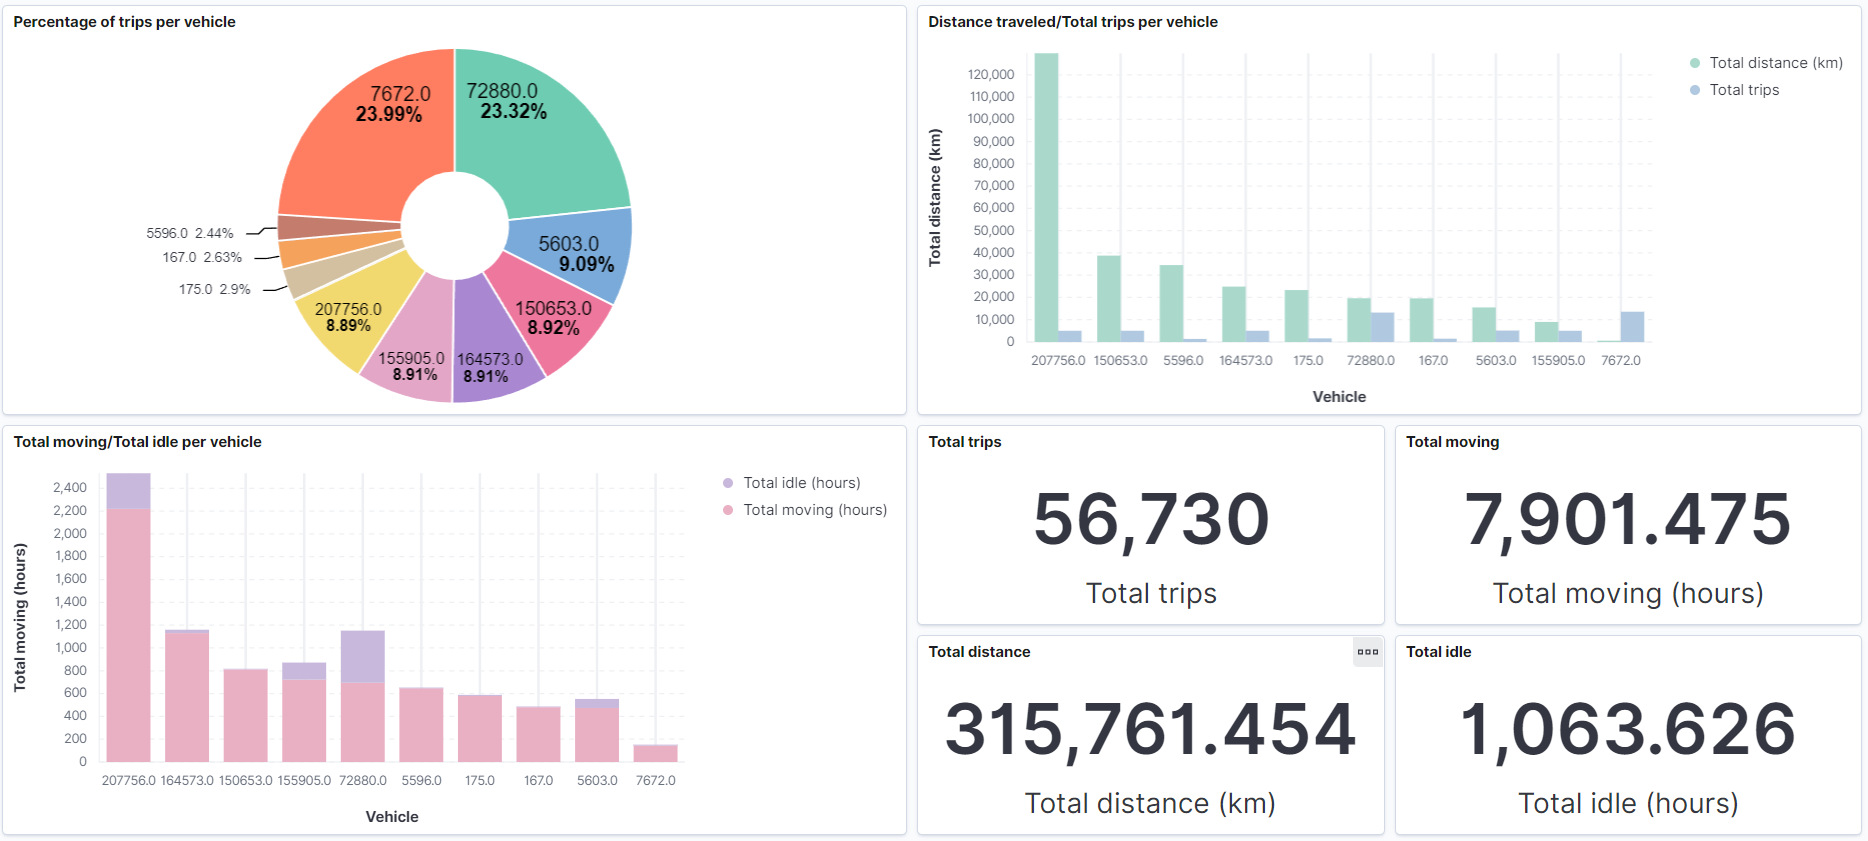 Percentage of trips per vehicle
7672.0
23.99%
72880.0
23.32%
5603.0
9.09%
150653.0
8.92%
164573.0
8.91%
155905.0
8.91%
207756.0
8.89%
175.0 2.9%
167.0 2.63%
5596.0 2.44%
Distance traveled/Total trips per vehicle
Total distance (km)
Total trips
Total distance (km)
120,000
110,000
100,000
90,000
80,000
70,000
60,000
50,000
40,000
30,000
20,000
10,000
0
207756.0 150653.0 5596.0 164573.0 175.0 72880.0 167.0 5603.0 155905.0 7672.0
Vehicle
Total moving/Total idle per vehicle
Total idle (hours)
Total moving (hours)
Total moving (hours)
2,400
2,200
2,000
1,800
1,600
1,400
1,200
1,000
800
600
400
200
0
207756.0 164573.0 150653.0 155905.0 72880.0 5596.0 175.0 167.0 5603.0 7672.0
Vehicle
Total trips
56,730
Total trips
Total moving
7,901.475
Total moving (hours)
Total distance
315,761.454
Total distance (km)
Total idle
1,063.626
Total idle (hours)